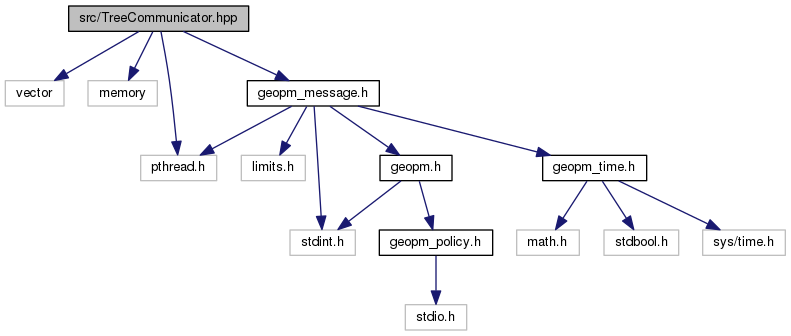 src/TreeCommunicator.hpp
vector
memory
geopm_message.h
pthread.h
limits.h
geopm.h
geopm_time.h
stdint.h
geopm_policy.h
math.h
stdbool.h
sys/time.h
stdio.h